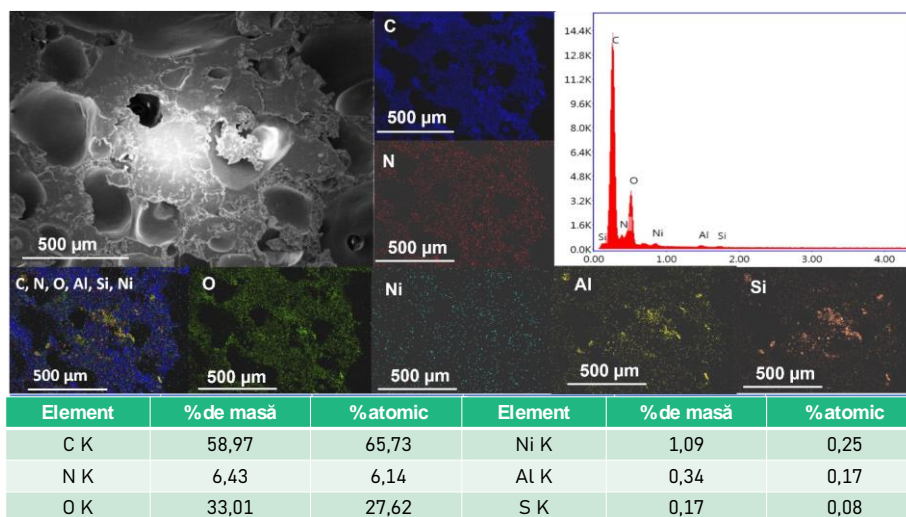 500 µm
C
500 µm
N
500 µm
14.4K
12.8K
11.2K
9.6K
8.0K
6.4K
4.8K
3.2K
1.6K
0.0K
C
O
N
Si
Ni
Al
Si
0.00
1.00
2.00
3.00
4.00
C, N, O, Al, Si, Ni
500 µm
O
500 µm
Ni
500 µm
Al
500 µm
Si
500 µm
Element % de masă % atomic Element % de masă % atomic
C K 58,97 65,73 Ni K 1,09 0,25
N K 6,43 6,14 Al K 0,34 0,17
O K 33,01 27,62 S K 0,17 0,08